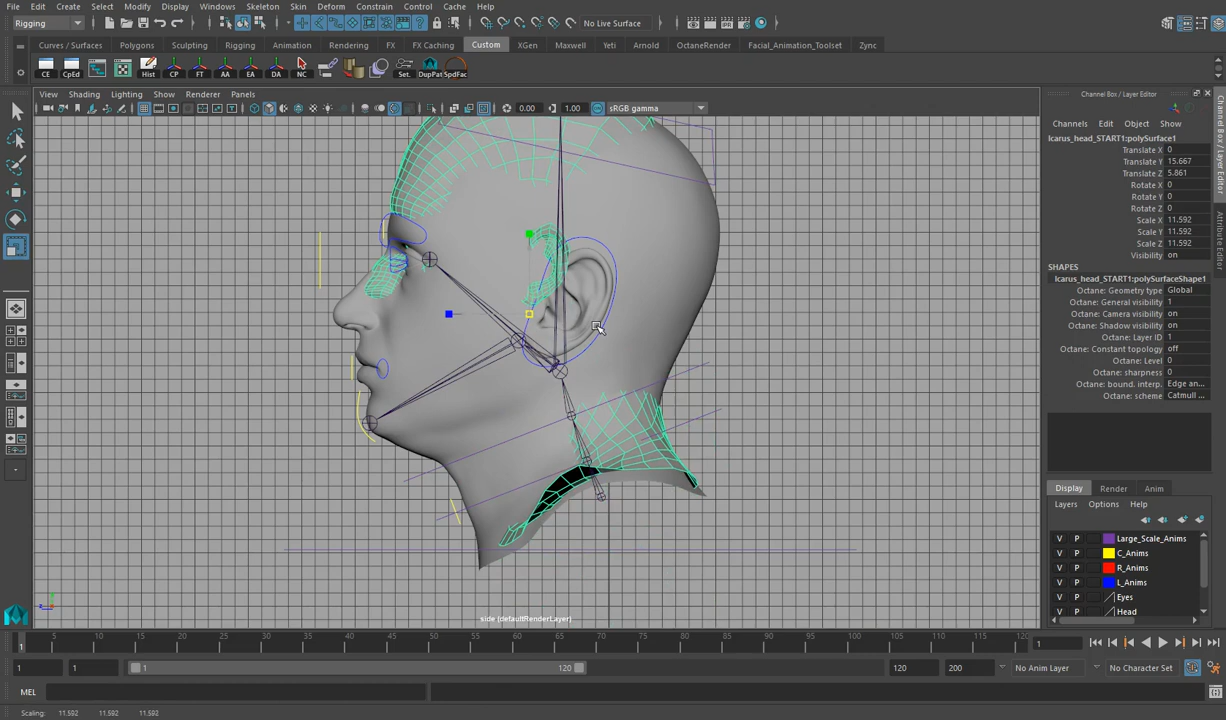 File Edit Create Select Modify Display Windows Skeleton Skin Deform Constrain Control Cache Help
Rigging No Live Surface
Curves / Surfaces Polygons Sculpting Rigging Animation Rendering FX FX Caching Custom XGen Maxwell Yeti Arnold OctaneRender Facial_Animation_Toolset Zync
CE CpEd Hist CP FT AA EA DA NC Set. DupPat SpdFac
View Shading Lighting Show Renderer Panels
0.00 1.00 sRGB gamma
Channel Box / Layer Editor
Channels Edit Object Show
Icarus_head_START1:polySurface1
Translate X 0
Translate Y 15.667
Translate Z 5.861
Rotate X 0
Rotate Y 0
Rotate Z 0
Scale X 11.592
Scale Y 11.592
Scale Z 11.592
Visibility on
SHAPES
Icarus_head_START1:polySurfaceShape1
Octane: Geometry type Global
Octane: General visibility 1
Octane: Camera visibility on
Octane: Shadow visibility on
Octane: Layer ID 1
Octane: Constant topology off
Octane: Level 0
Octane: sharpness 0
Octane: bound. interp. Edge an...
Octane: scheme Catmull ...
Channel Box / Layer Editor
Attribute Editor
Display Render Anim
Layers Options Help
V P Large_Scale_Anims
V P C_Anims
V P R_Anims
V P L_Anims
V P Eyes
V P Head
side (defaultRenderLayer)
5 10 15 20 25 30 35 40 45 50 55 60 65 70 75 80 85 90 95 100 105 110 115 120 1
1 1 1 120 120 200 No Anim Layer No Character Set
MEL
Scaling: 11.592 11.592 11.592